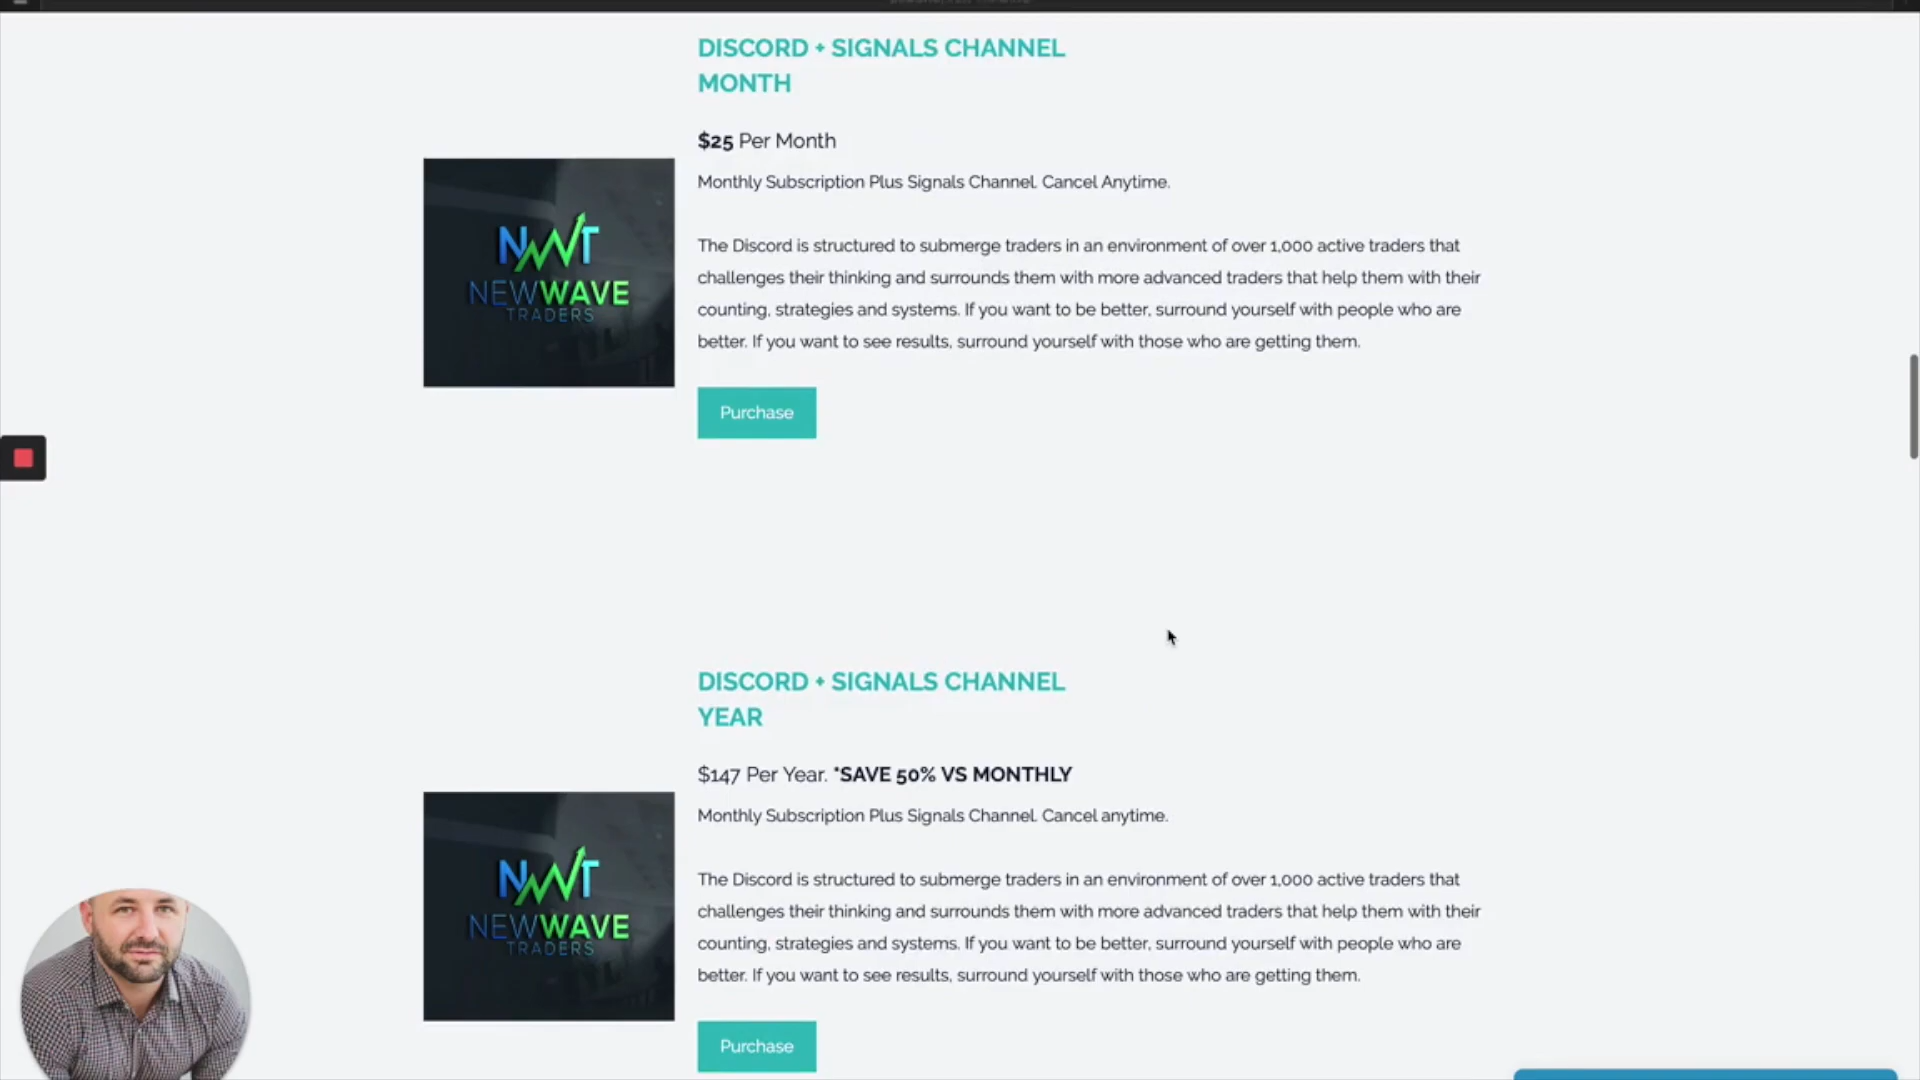 DISCORD + SIGNALS CHANNEL
MONTH
$25 Per Month
Monthly Subscription Plus Signals Channel. Cancel Anytime.
The Discord is structured to submerge traders in an environment of over 1,000 active traders that
challenges their thinking and surrounds them with more advanced traders that help them with their
counting, strategies and systems. If you want to be better, surround yourself with people who are
better. If you want to see results, surround yourself with those who are getting them.
NWT
NEWWAVE
TRADERS
Purchase
DISCORD + SIGNALS CHANNEL
YEAR
$147 Per Year. *SAVE 50% VS MONTHLY
Monthly Subscription Plus Signals Channel. Cancel anytime.
The Discord is structured to submerge traders in an environment of over 1,000 active traders that
challenges their thinking and surrounds them with more advanced traders that help them with their
counting, strategies and systems. If you want to be better, surround yourself with people who are
better. If you want to see results, surround yourself with those who are getting them.
NWT
NEWWAVE
TRADERS
Purchase